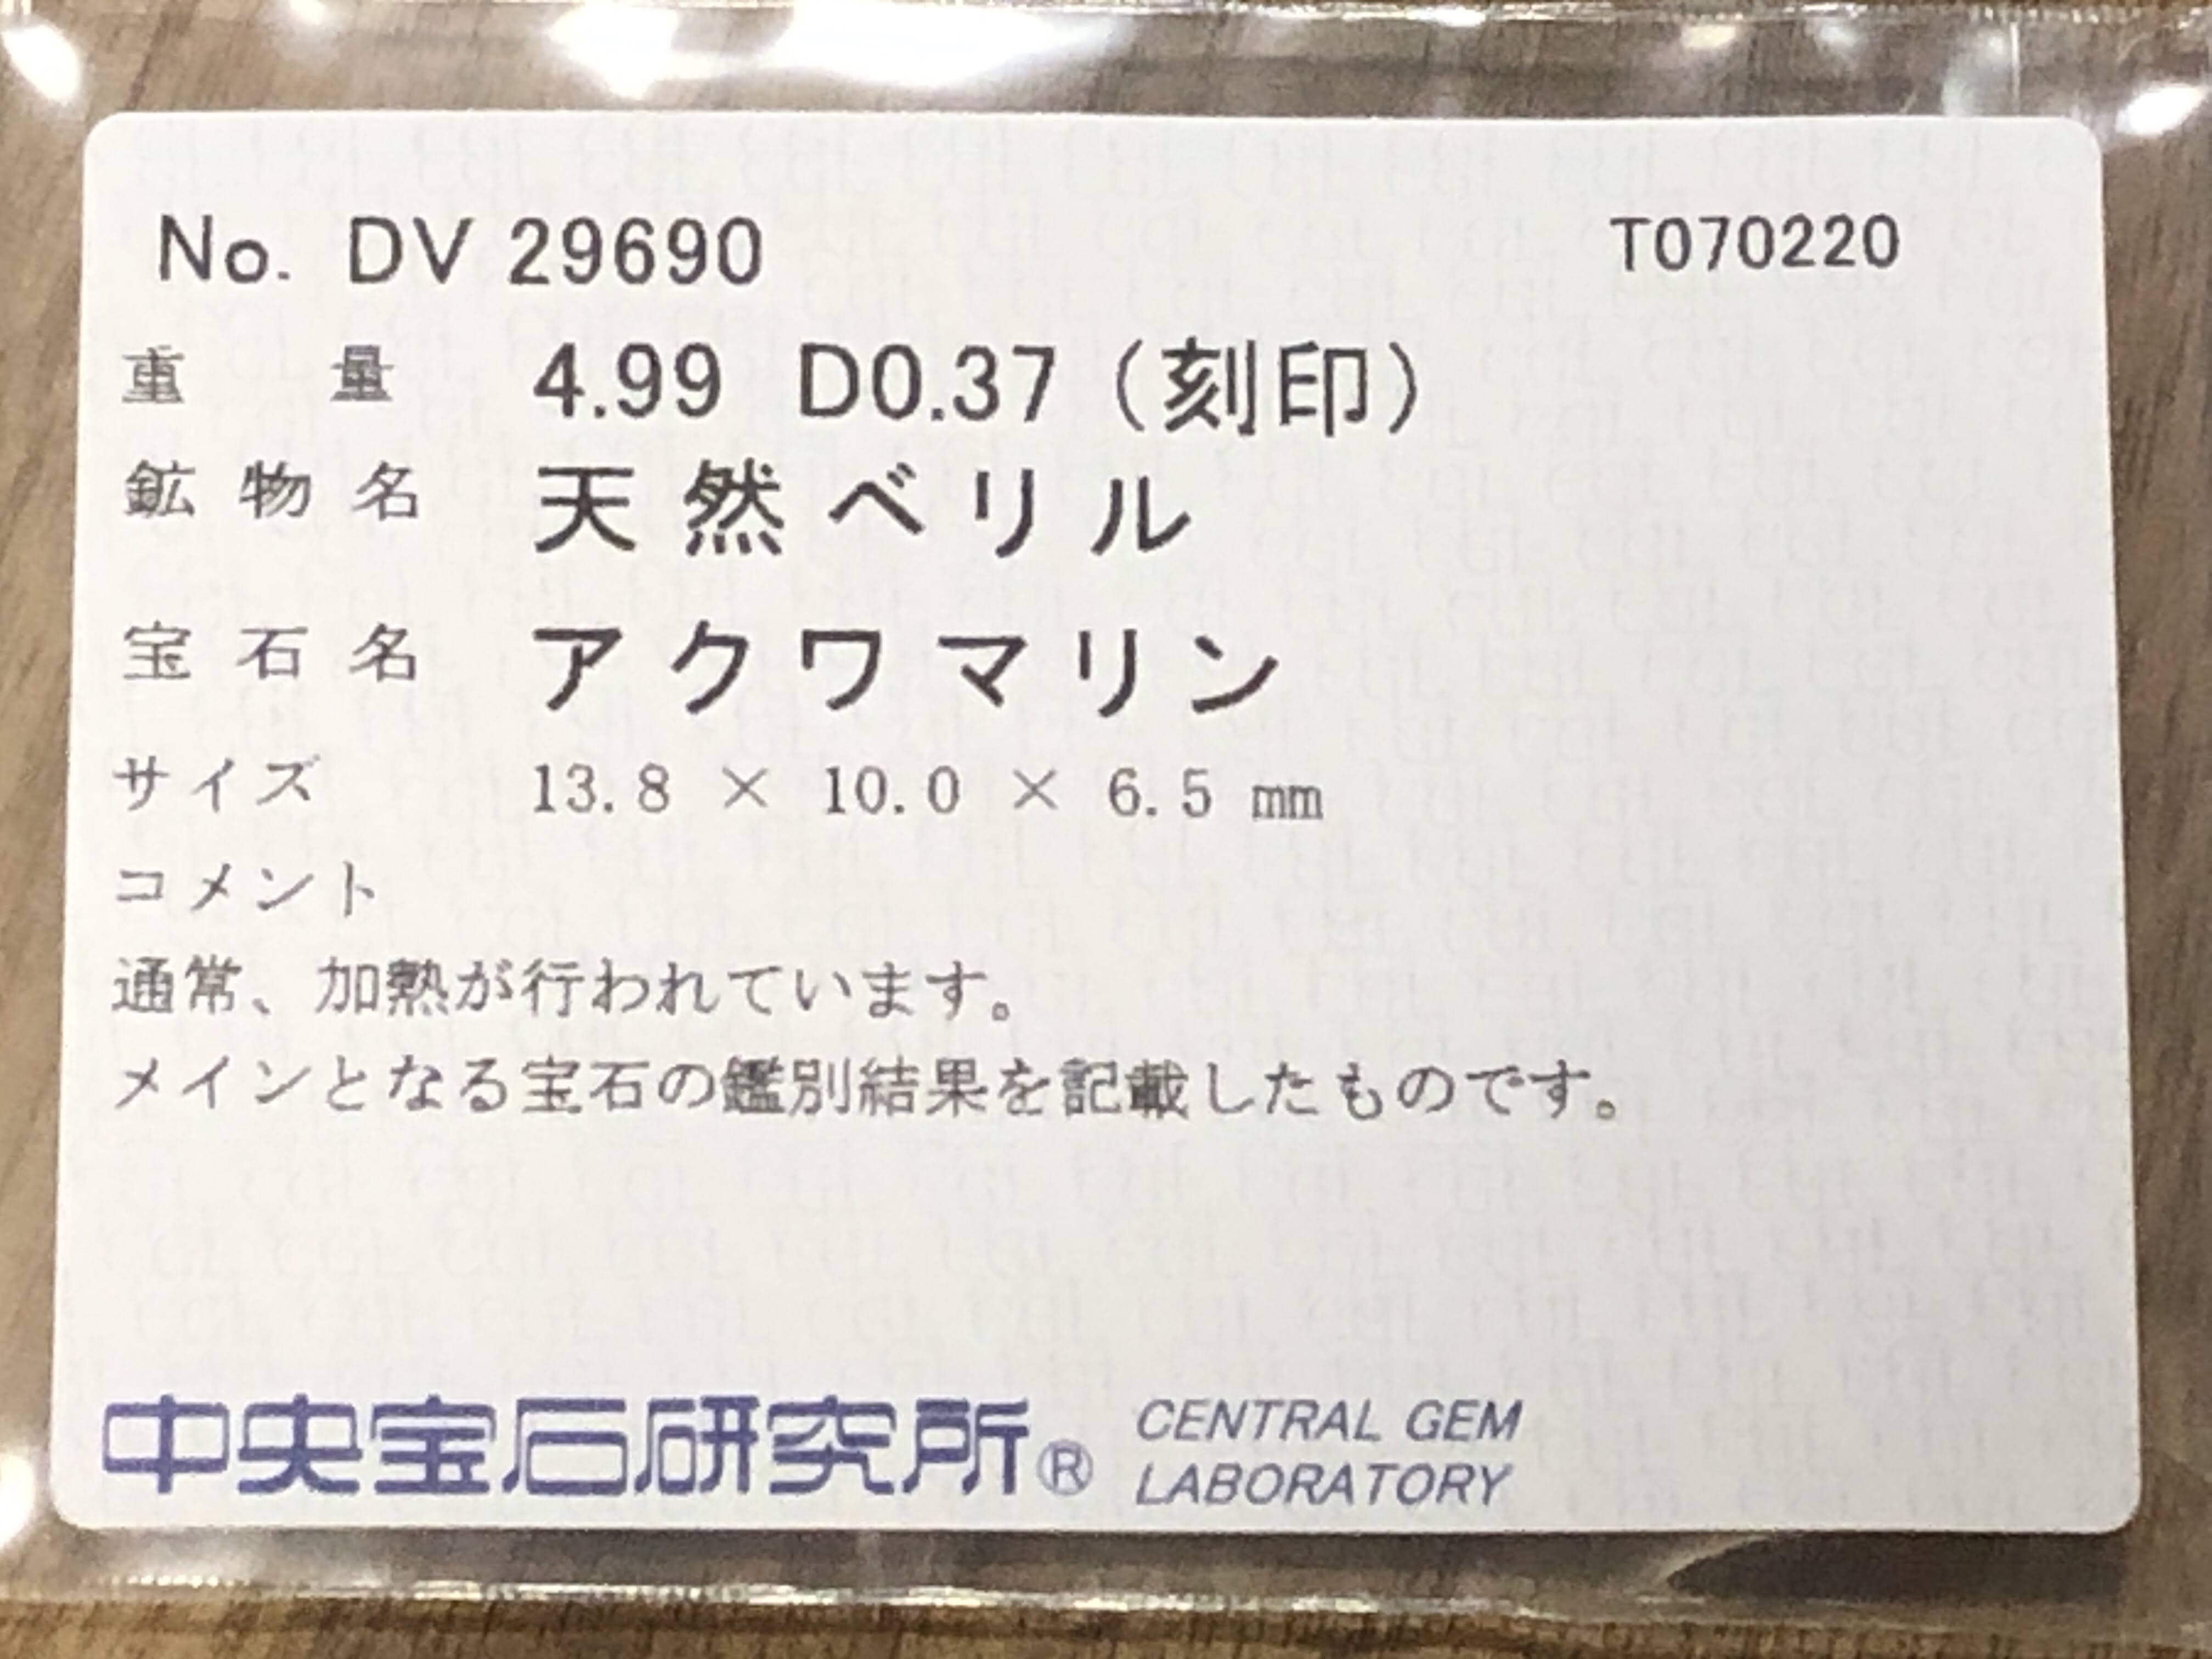 No. DV 29690 T070220
重量 4.99 D0.37（刻印）
鉱物名 天然ベリル
宝石名 アクワマリン
サイズ 13.8 × 10.0 × 6.5 mm
コメント
通常、加熱が行われています。
メインとなる宝石の鑑別結果を記載したものです。
中央宝石研究所® CENTRAL GEM
LABORATORY